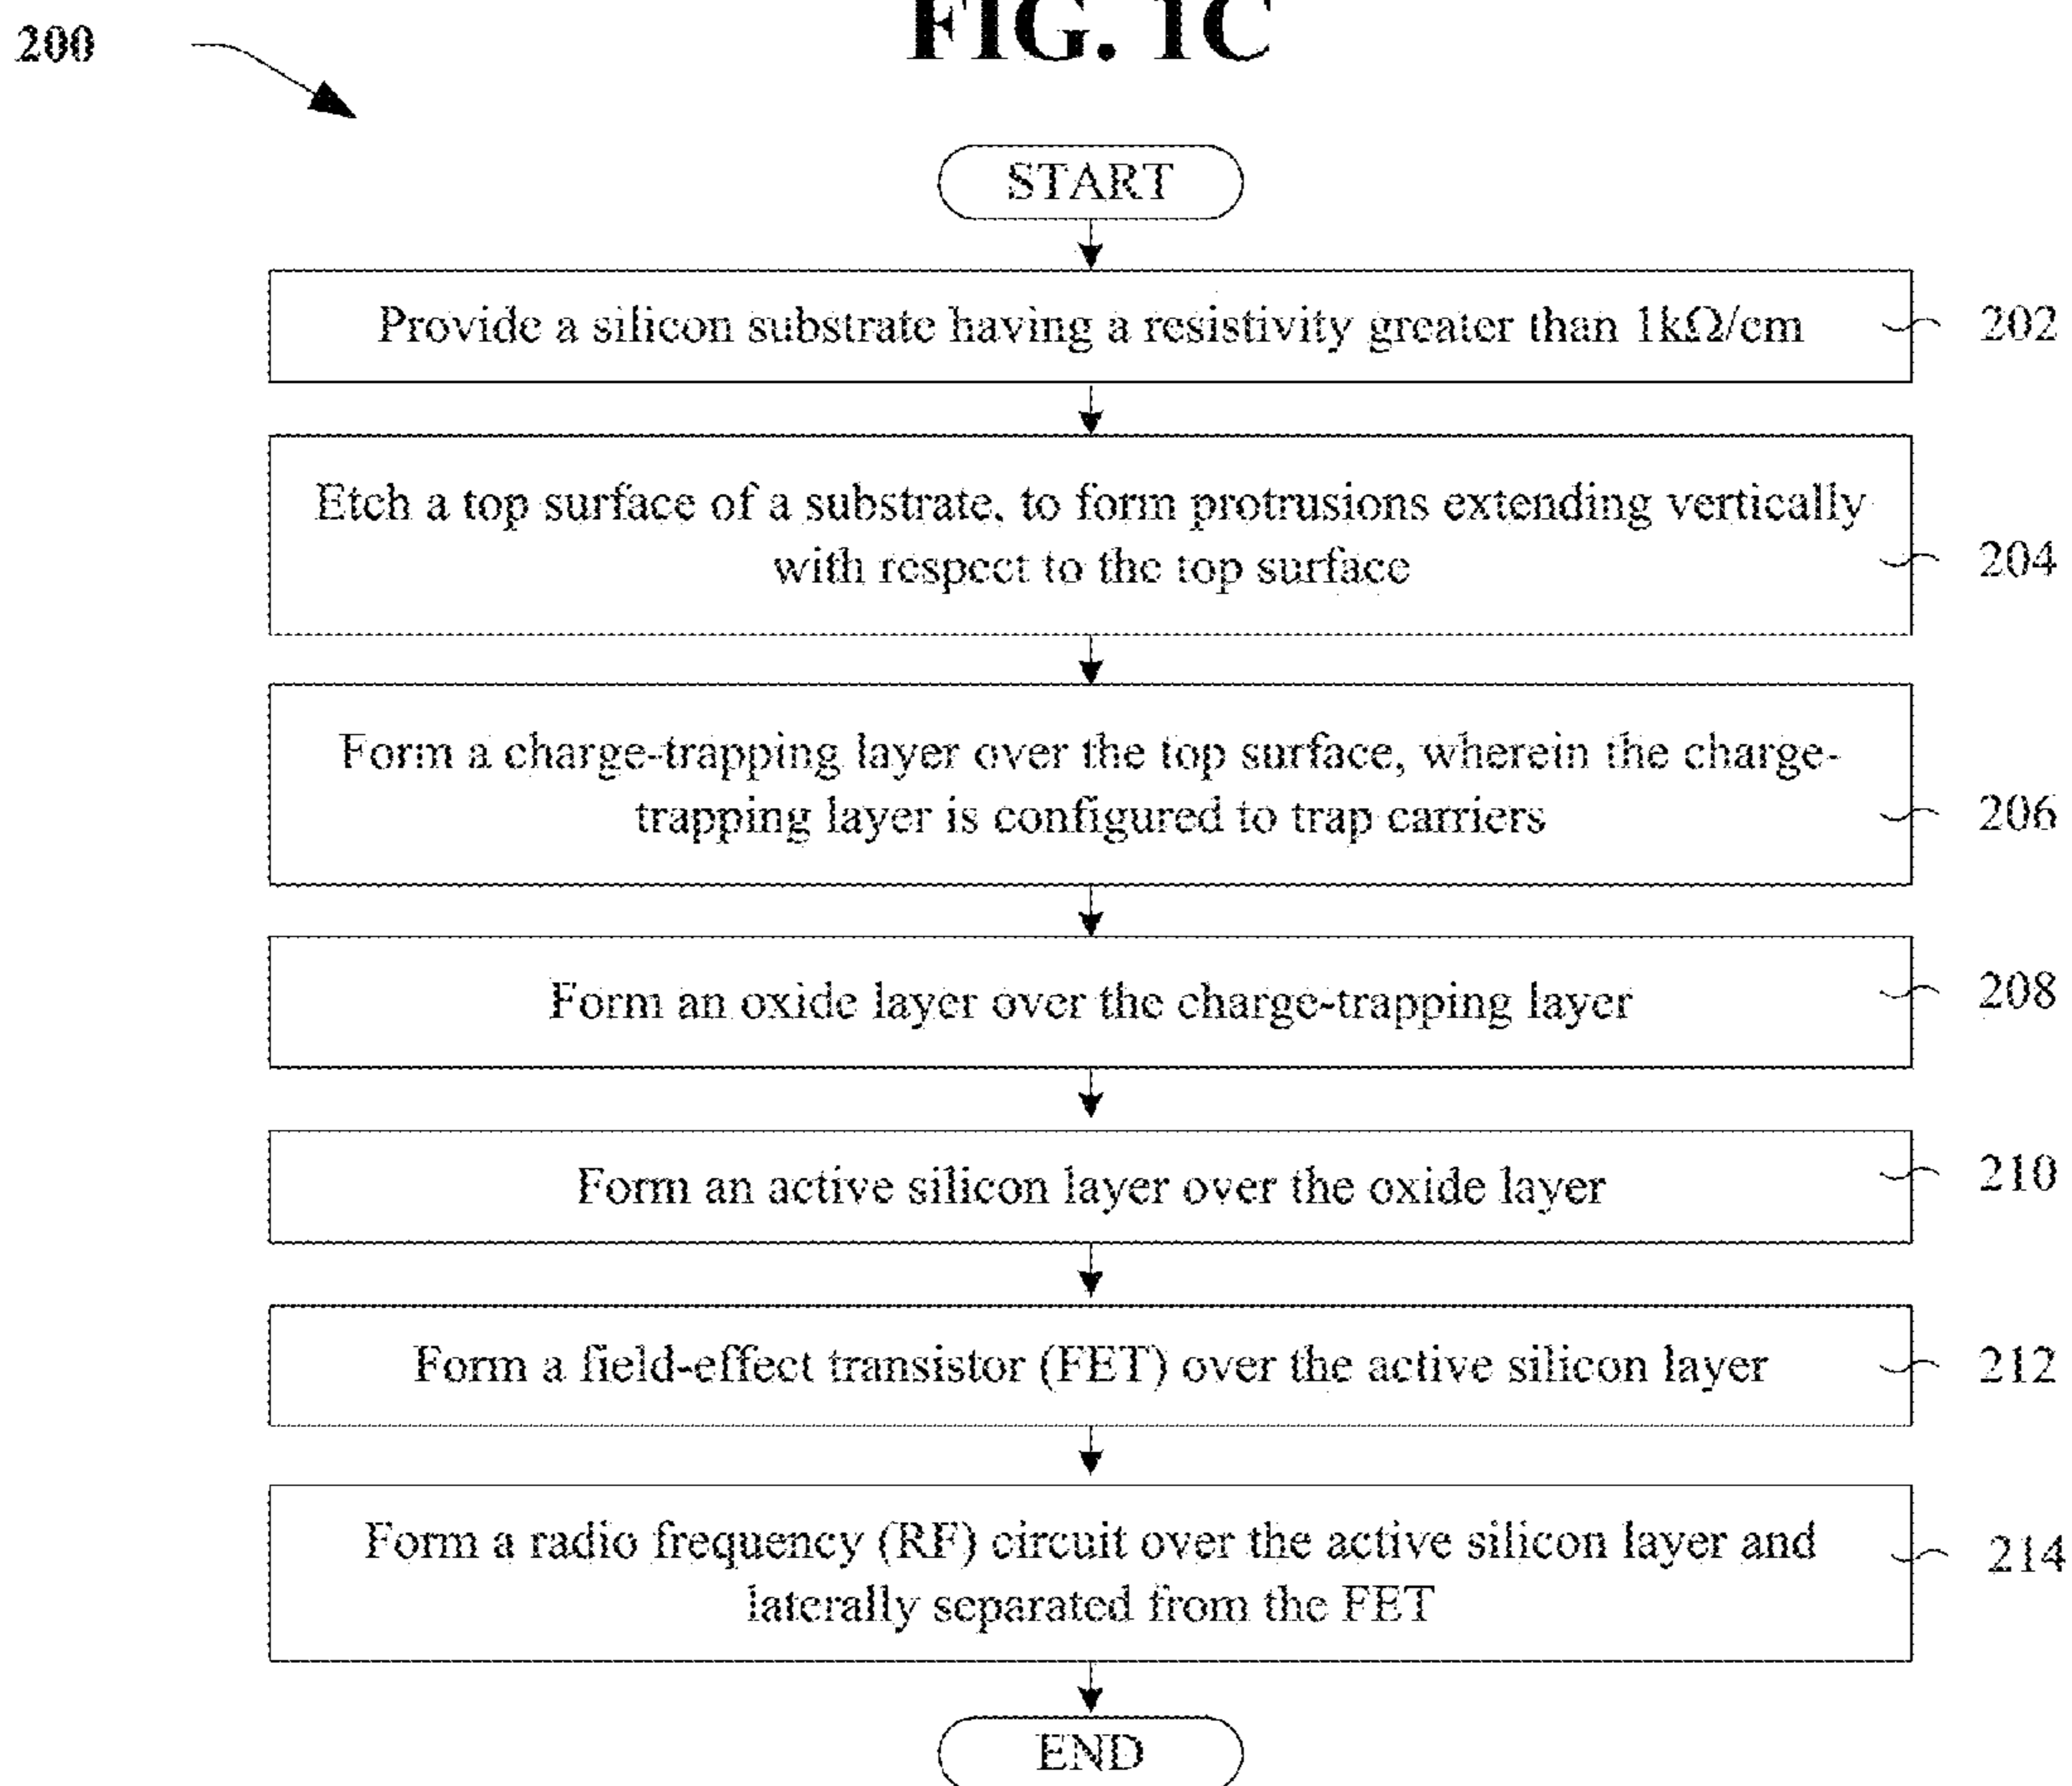 FIG. 1C
200
START
Provide a silicon substrate having a resistivity greater than 1kΩ/cm
202
Etch a top surface of a substrate, to form protrusions extending vertically
with respect to the top surface
204
Form a charge-trapping layer over the top surface, wherein the charge-
trapping layer is configured to trap carriers
206
Form an oxide layer over the charge-trapping layer
208
Form an active silicon layer over the oxide layer
210
Form a field-effect transistor (FET) over the active silicon layer
212
Form a radio frequency (RF) circuit over the active silicon layer and
laterally separated from the FET
214
END